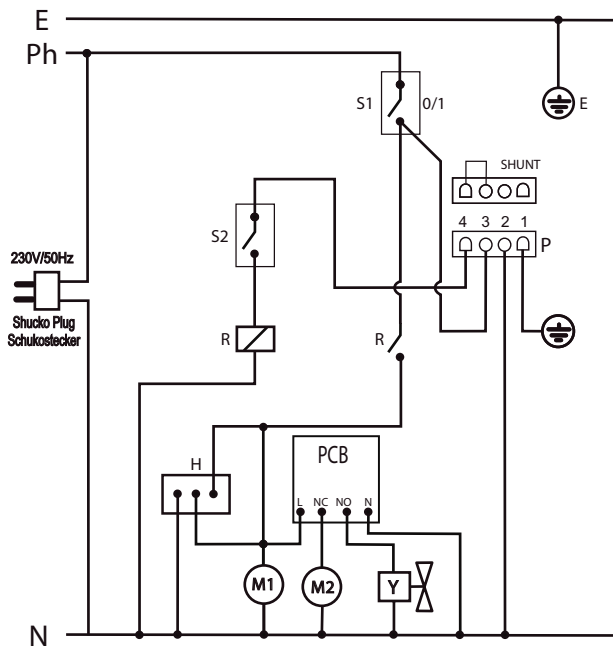 E
Ph
S1 0/1
E
SHUNT
4 3 2 1 P
S2
230V/50Hz
Shucko Plug
Schukostecker
R
R
H
PCB
L NC NO N
M1
M2
Y
N